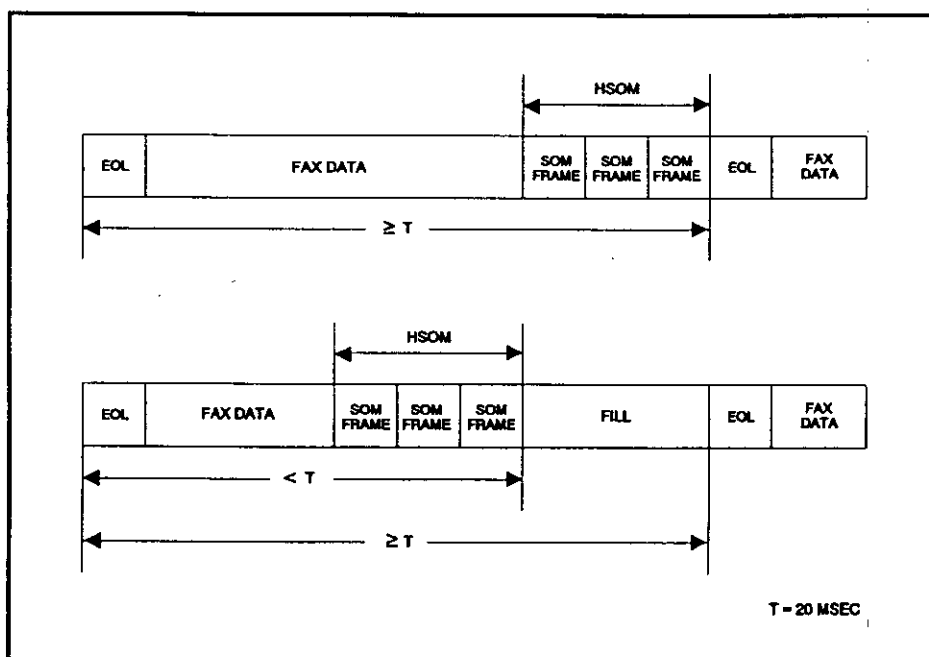 HSOM
EOL FAX DATA SOM FRAME SOM FRAME SOM FRAME EOL FAX DATA
≥ T
HSOM
EOL FAX DATA SOM FRAME SOM FRAME SOM FRAME FILL EOL FAX DATA
< T
≥ T
T = 20 MSEC